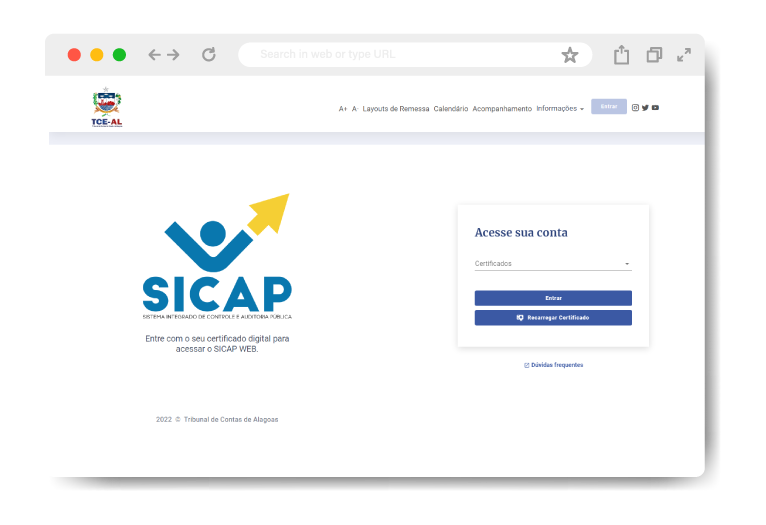 Search in web or type URL
TCE-AL
A+ A- Layouts de Remessa Calendário Acompanhamento Informações Entrar
SICAP
SISTEMA INTEGRADO DE CONTROLE E AUDITORIA PÚBLICA
Entre com o seu certificado digital para
acessar o SICAP WEB.
Acesse sua conta
Certificados
Entrar
Recarregar Certificado
Dúvidas frequentes
2022 © Tribunal de Contas de Alagoas